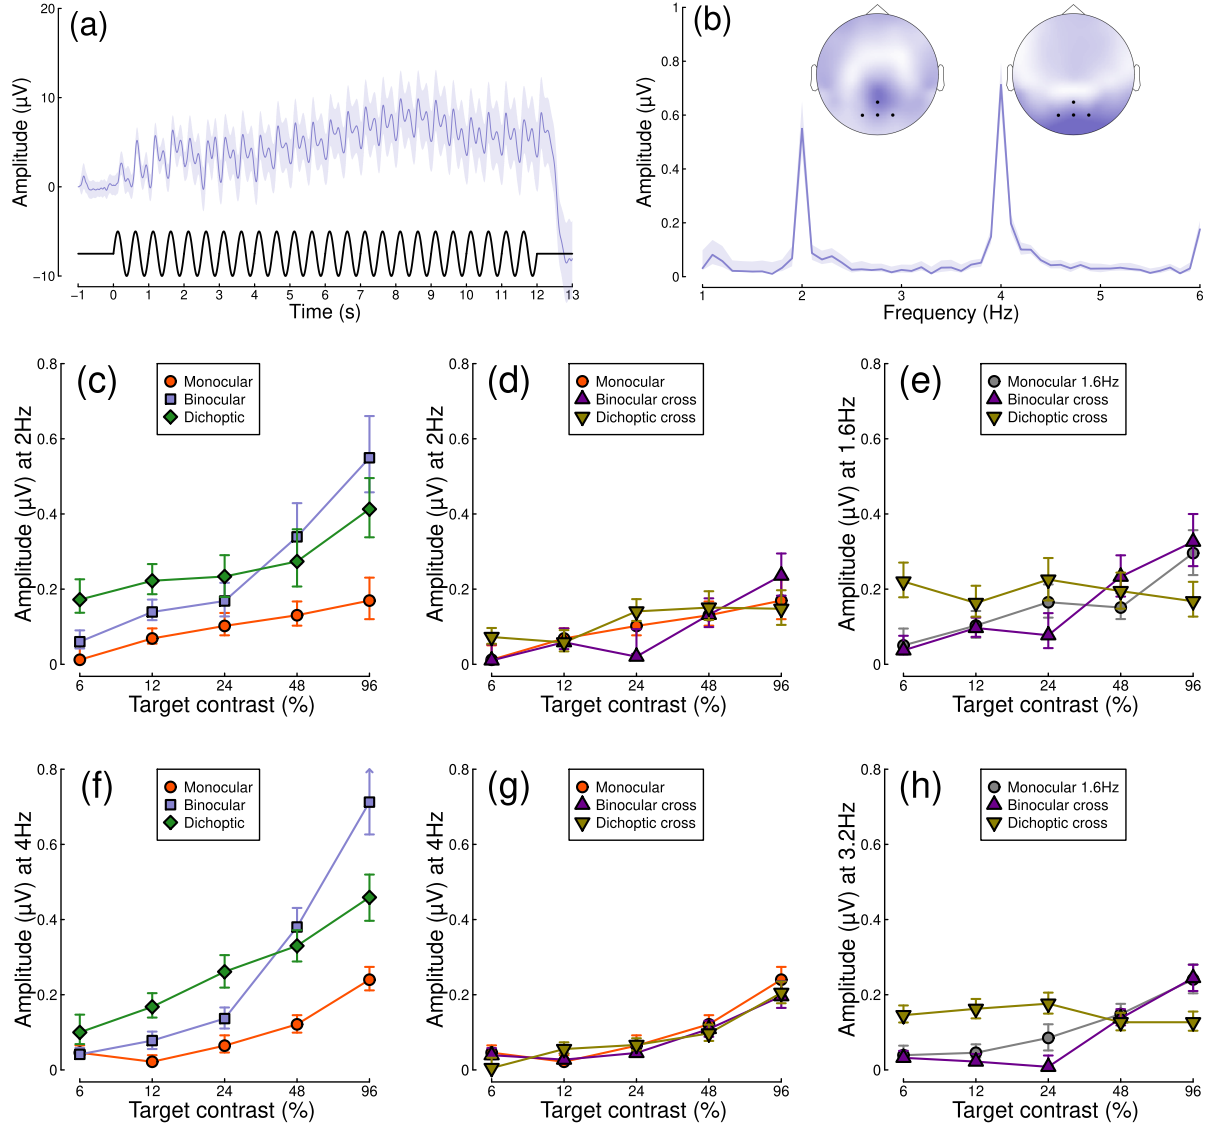 (a)
20
10
0
−10
Amplitude (µV)
−1 0 1 2 3 4 5 6 7 8 9 10 11 12 13
Time (s)
(b)
1
0.8
0.6
0.4
0.2
0
Amplitude (µV)
1 2 3 4 5 6
Frequency (Hz)
(c)
Monocular
Binocular
Dichoptic
0.8
0.6
0.4
0.2
0
Amplitude (µV) at 2Hz
6 12 24 48 96
Target contrast (%)
(d)
Monocular
Binocular cross
Dichoptic cross
0.8
0.6
0.4
0.2
0
Amplitude (µV) at 2Hz
6 12 24 48 96
Target contrast (%)
(e)
Monocular 1.6Hz
Binocular cross
Dichoptic cross
0.8
0.6
0.4
0.2
0
Amplitude (µV) at 1.6Hz
6 12 24 48 96
Target contrast (%)
(f)
Monocular
Binocular
Dichoptic
0.8
0.6
0.4
0.2
0
Amplitude (µV) at 4Hz
6 12 24 48 96
Target contrast (%)
(g)
Monocular
Binocular cross
Dichoptic cross
0.8
0.6
0.4
0.2
0
Amplitude (µV) at 4Hz
6 12 24 48 96
Target contrast (%)
(h)
Monocular 1.6Hz
Binocular cross
Dichoptic cross
0.8
0.6
0.4
0.2
0
Amplitude (µV) at 3.2Hz
6 12 24 48 96
Target contrast (%)